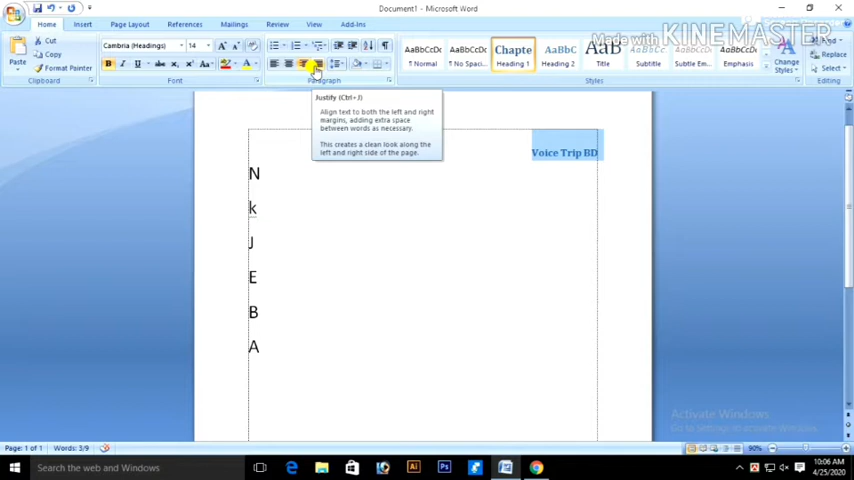 Document1 - Microsoft Word
Home Insert Page Layout References Mailings Review View Add-Ins
Made with KINEMASTER
Paste
Cut
Copy
Format Painter
Clipboard
Cambria (Headings) 14
Font
Paragraph
AaBbCcDc AaBbCcDc Chapte AaBbC AaB AaBbCc. AaBbCcDc
¶ Normal ¶ No Spaci... Heading 1 Heading 2 Title Subtitle Subtle Em...
Change
Styles
Styles
Find
Replace
Select
Editing
Justify (Ctrl+J)
Align text to both the left and right
margins, adding extra space
between words as necessary.
This creates a clean look along the
left and right side of the page.
Voice Trip BD
N
k
J
E
B
A
Activate Windows
Go to Settings to activate Windows.
Page: 1 of 1 Words: 3/9
90%
Search the web and Windows
10:06 AM
4/25/2020